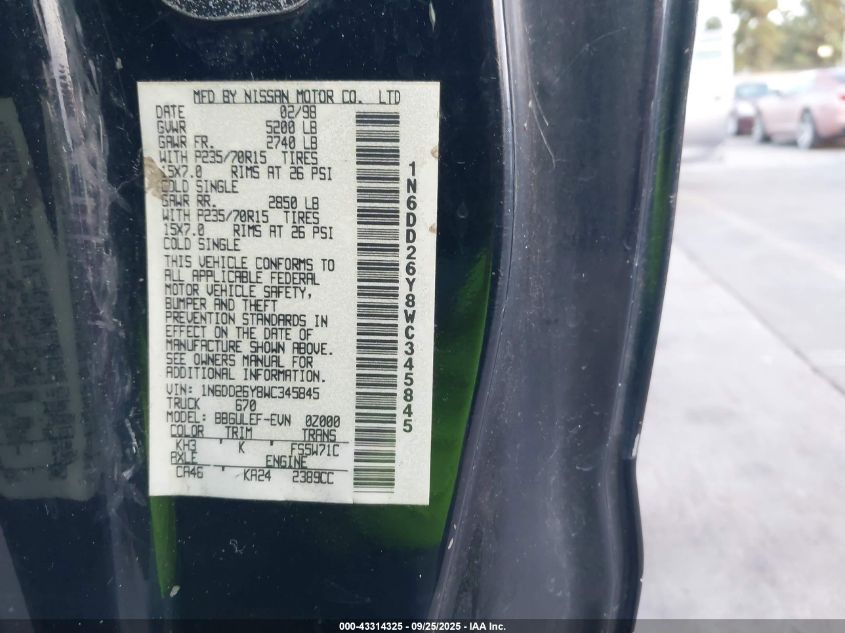 MFD BY NISSAN MOTOR CO. LTD
DATE 02/98
GVWR 5200 LB
GAWR FR. 2740 LB
WITH P235/70R15 TIRES
15X7.0 RIMS AT 26 PSI
COLD SINGLE
GAWR RR. 2850 LB
WITH P235/70R15 TIRES
15X7.0 RIMS AT 26 PSI
COLD SINGLE
THIS VEHICLE CONFORMS TO
ALL APPLICABLE FEDERAL
MOTOR VEHICLE SAFETY,
BUMPER AND THEFT
PREVENTION STANDARDS IN
EFFECT ON THE DATE OF
MANUFACTURE SHOWN ABOVE.
SEE OWNERS MANUAL FOR
ADDITIONAL INFORMATION.
VIN: 1N6DD26Y8WC345845
TRUCK 670
MODEL: BBGULEF-EVN 0Z000
COLOR TRIM TRANS
KH3 K FS5W71C
AXLE ENGINE
CA46 KA24 2389CC
1N6DD26Y8WC345845
000-43314325 - 09/25/2025 - IAA Inc.